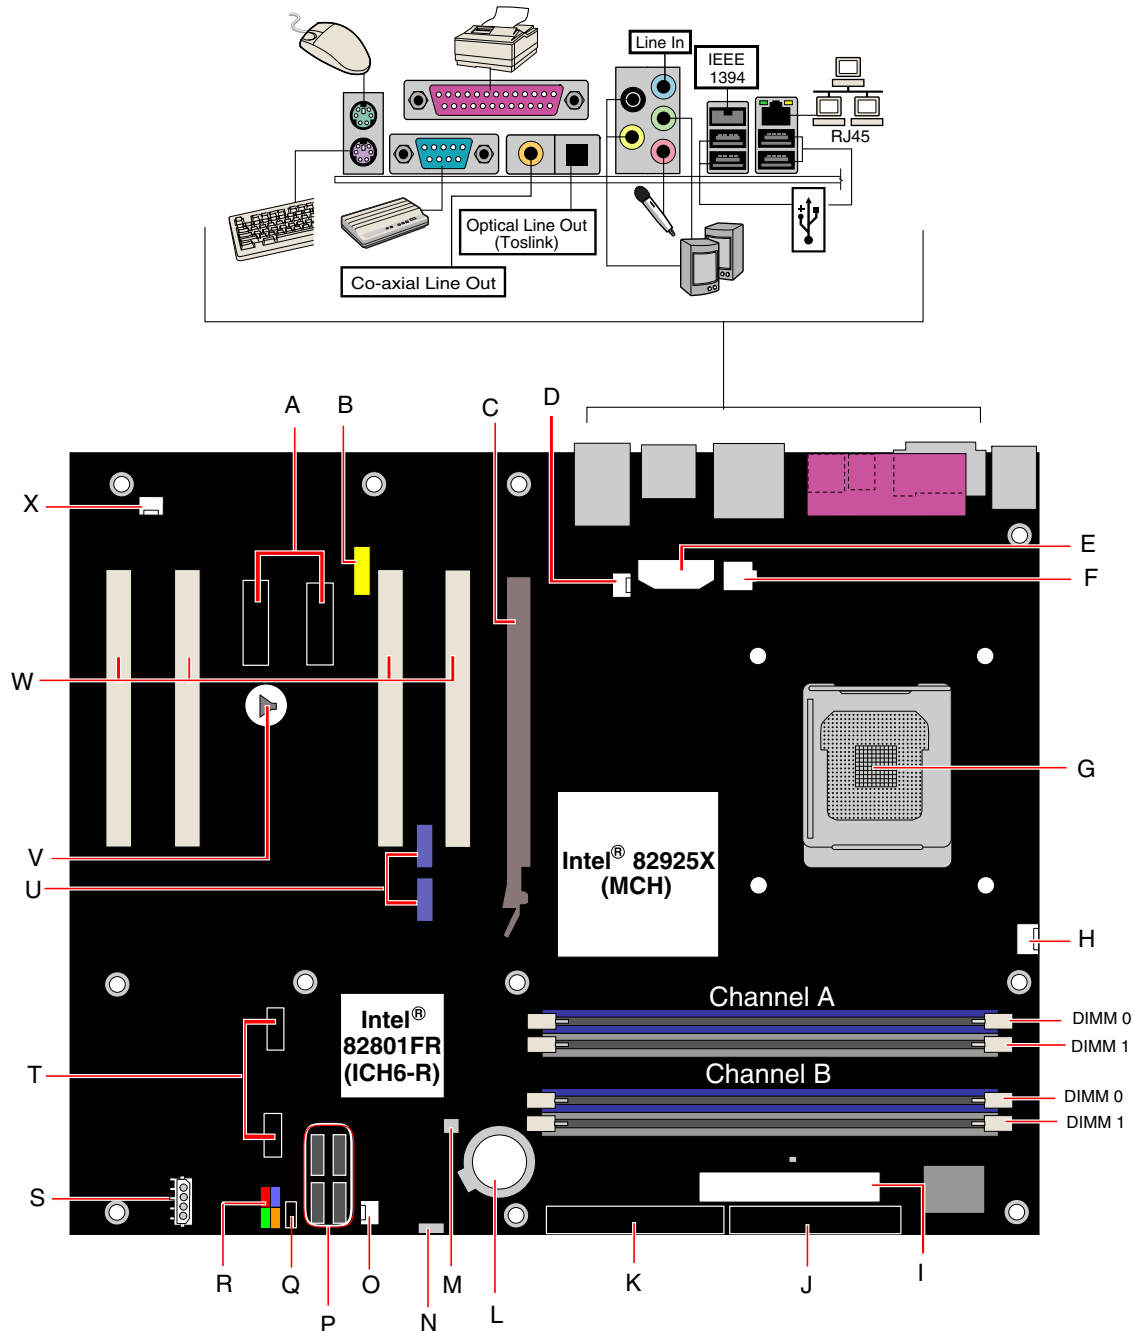 Line In
IEEE
1394
RJ45
Optical Line Out
(Toslink)
Co-axial Line Out
A
B
C
D
X
E
F
W
G
Intel® 82925X
(MCH)
V
U
H
Channel A
Intel®
82801FR
(ICH6-R)
DIMM 0
DIMM 1
T
Channel B
DIMM 0
DIMM 1
S
R
Q
P
O
N
M
L
K
J
I